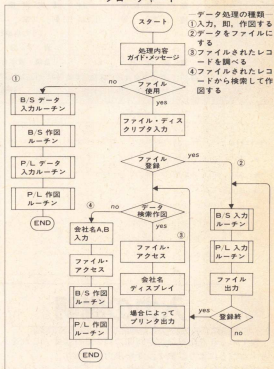 フローチャート
―データ処理の種類―
①入力，即，作図する
②データをファイルにする
③ファイルされたレコードを調べる
④ファイルされたレコードから検索して作図する
スタート
処理内容
ガイド・メッセージ
①
no
ファイル
使用
yes
B/S データ
入力ルーチン
B/S 作図
ルーチン
P/L データ
入力ルーチン
P/L 作図
ルーチン
END
ファイル・ディス
クリプタ入力
ファイル
登録
yes
②
no
データ
検索作図
④
yes
③
会社名A,B
入力
ファイル・
アクセス
B/S 作図
ルーチン
P/L 作図
ルーチン
END
ファイル・
アクセス
会社名
ディスプレイ
場合によって
プリンタ出力
B/S 入力
ルーチン
P/L 入力
ルーチン
ファイル
出力
yes
登録終
no